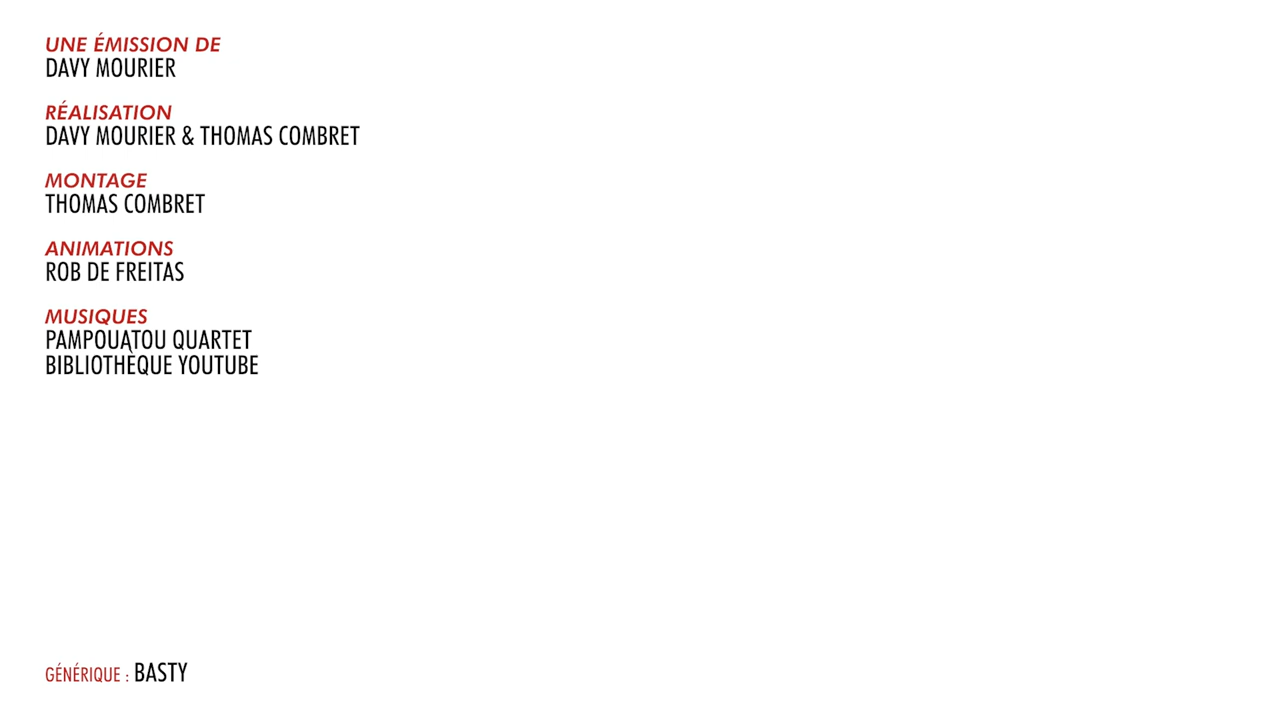 UNE ÉMISSION DE
DAVY MOURIER
RÉALISATION
DAVY MOURIER & THOMAS COMBRET
MONTAGE
THOMAS COMBRET
ANIMATIONS
ROB DE FREITAS
MUSIQUES
PAMPOUATOU QUARTET
BIBLIOTHÈQUE YOUTUBE
GÉNÉRIQUE : BASTY